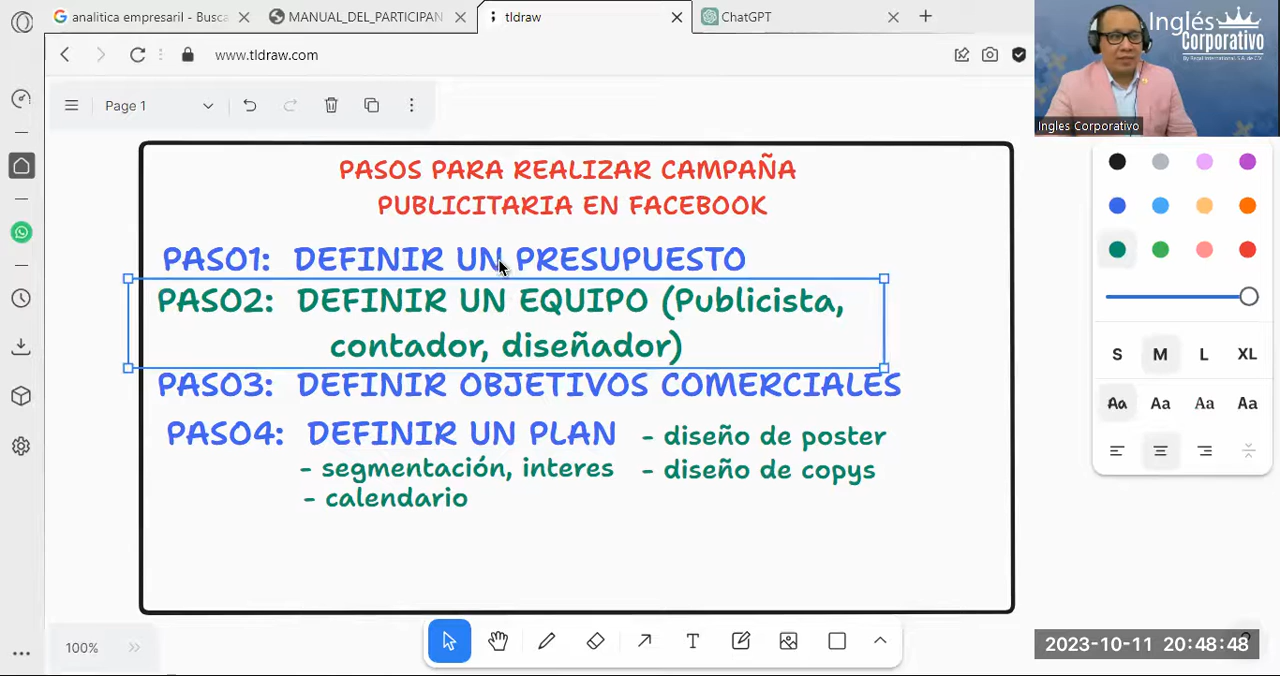 analitica empresaril - Busca
MANUAL_DEL_PARTICIPAN
tldraw
ChatGPT
www.tldraw.com
Page 1
Inglés
Corporativo
Ingles Corporativo
PASOS PARA REALIZAR CAMPAÑA
PUBLICITARIA EN FACEBOOK
PASO1: DEFINIR UN PRESUPUESTO
PASO2: DEFINIR UN EQUIPO (Publicista,
contador, diseñador)
PASO3: DEFINIR OBJETIVOS COMERCIALES
PASO4: DEFINIR UN PLAN
- diseño de poster
- segmentación, interes
- diseño de copys
- calendario
S M L XL
Aa Aa Aa Aa
100%
2023-10-11 20:48:48